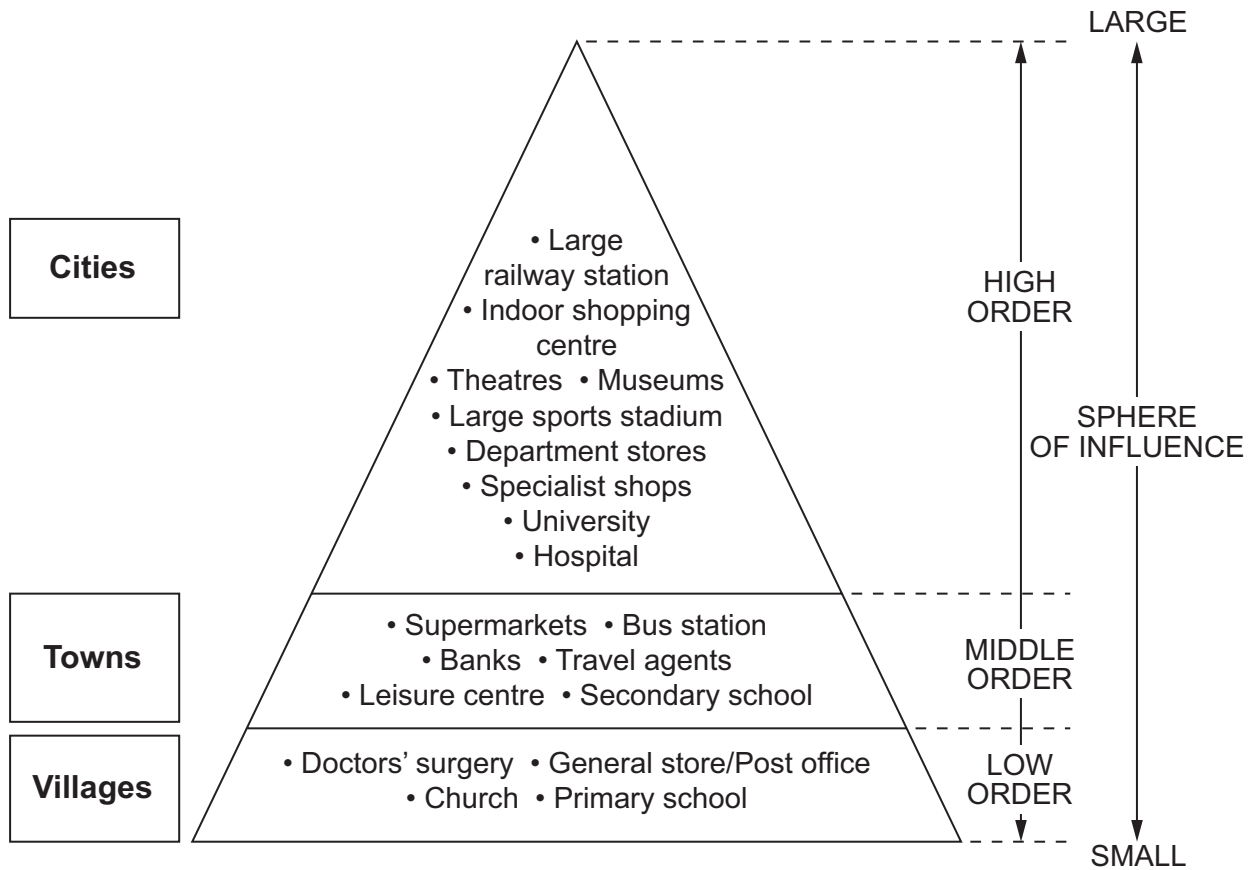 LARGE
Cities
• Large
railway station
• Indoor shopping
centre
• Theatres • Museums
• Large sports stadium
• Department stores
• Specialist shops
• University
• Hospital
HIGH
ORDER
SPHERE
OF INFLUENCE
Towns
• Supermarkets • Bus station
• Banks • Travel agents
• Leisure centre • Secondary school
MIDDLE
ORDER
Villages
• Doctors’ surgery • General store/Post office
• Church • Primary school
LOW
ORDER
SMALL